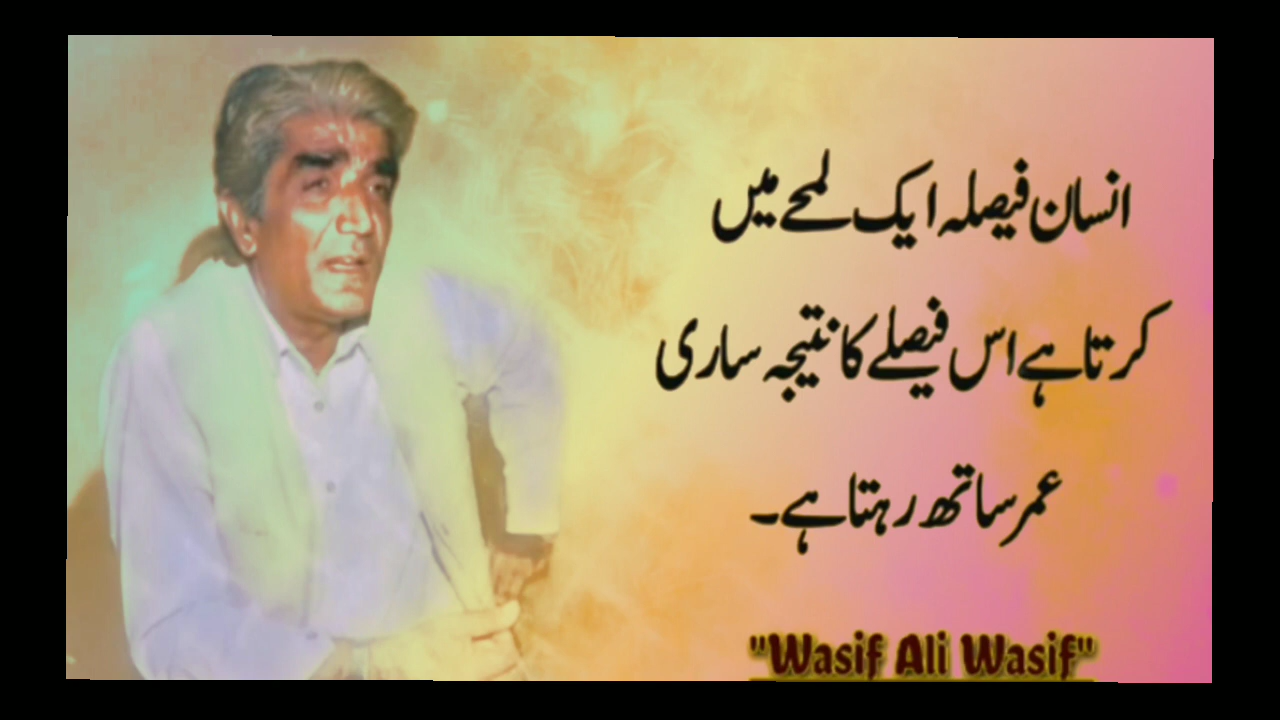 انسان فیصلہ ایک لمحے میں
کرتا ہے اس فیصلے کا نتیجہ ساری
عمر ساتھ رہتا ہے۔
"Wasif Ali Wasif"